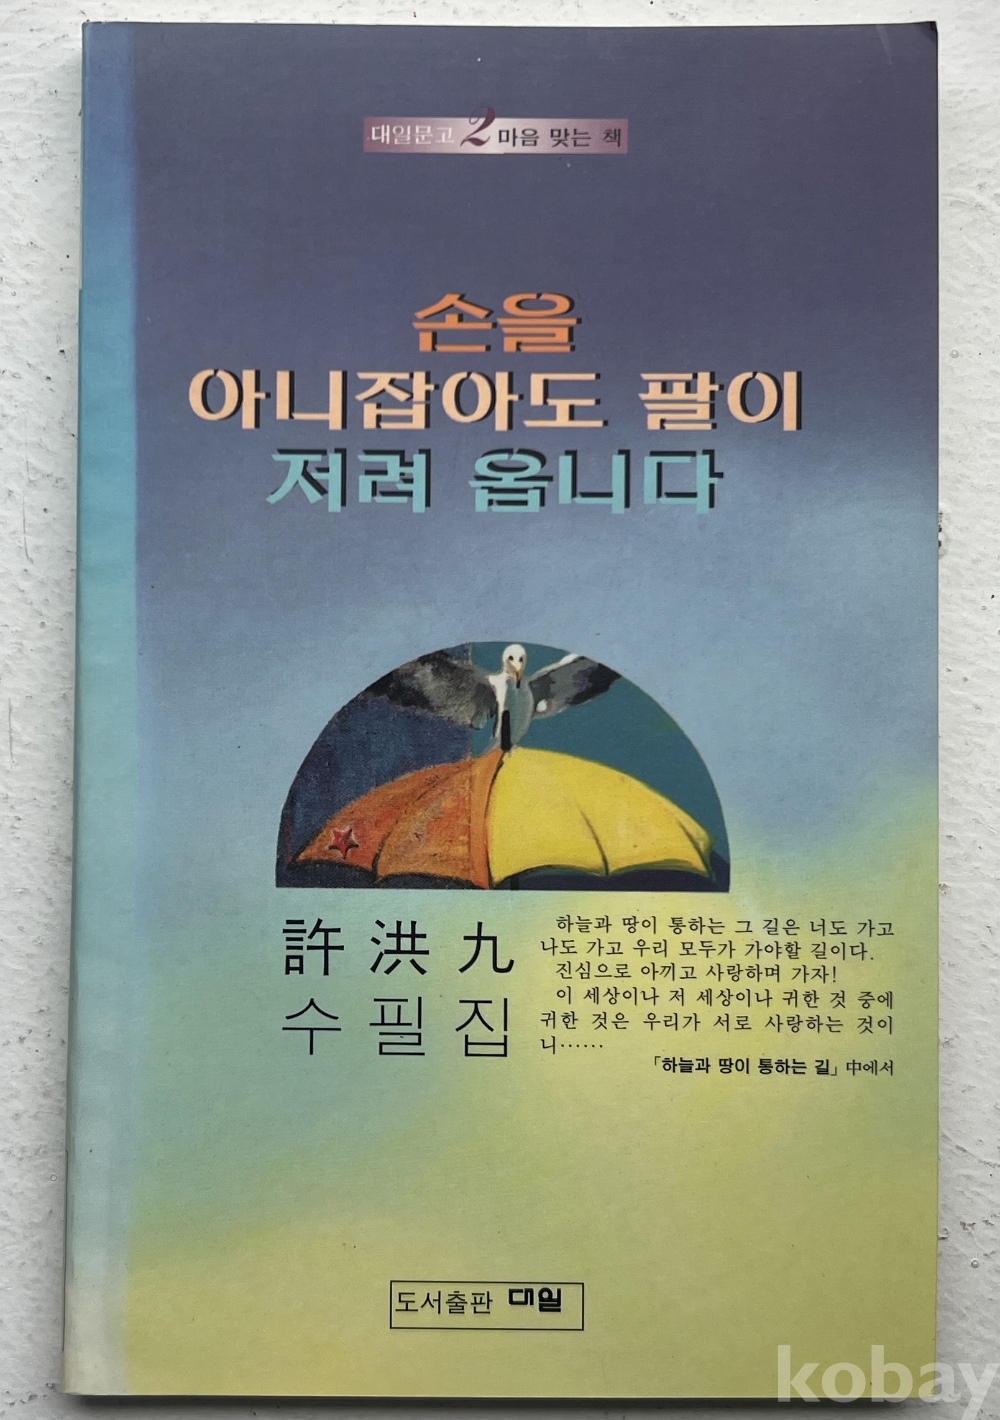 대일문고 2 마음 맞는 책
손을
아니잡아도 팔이
저려 옵니다
許洪九
수필집
하늘과 땅이 통하는 그 길은 너도 가고
나도 가고 우리 모두가 가야할 길이다.
진심으로 아끼고 사랑하며 가자!
이 세상이나 저 세상이나 귀한 것 중에
귀한 것은 우리가 서로 사랑하는 것이
니……
「하늘과 땅이 통하는 길」中에서
도서출판 대일
kobay